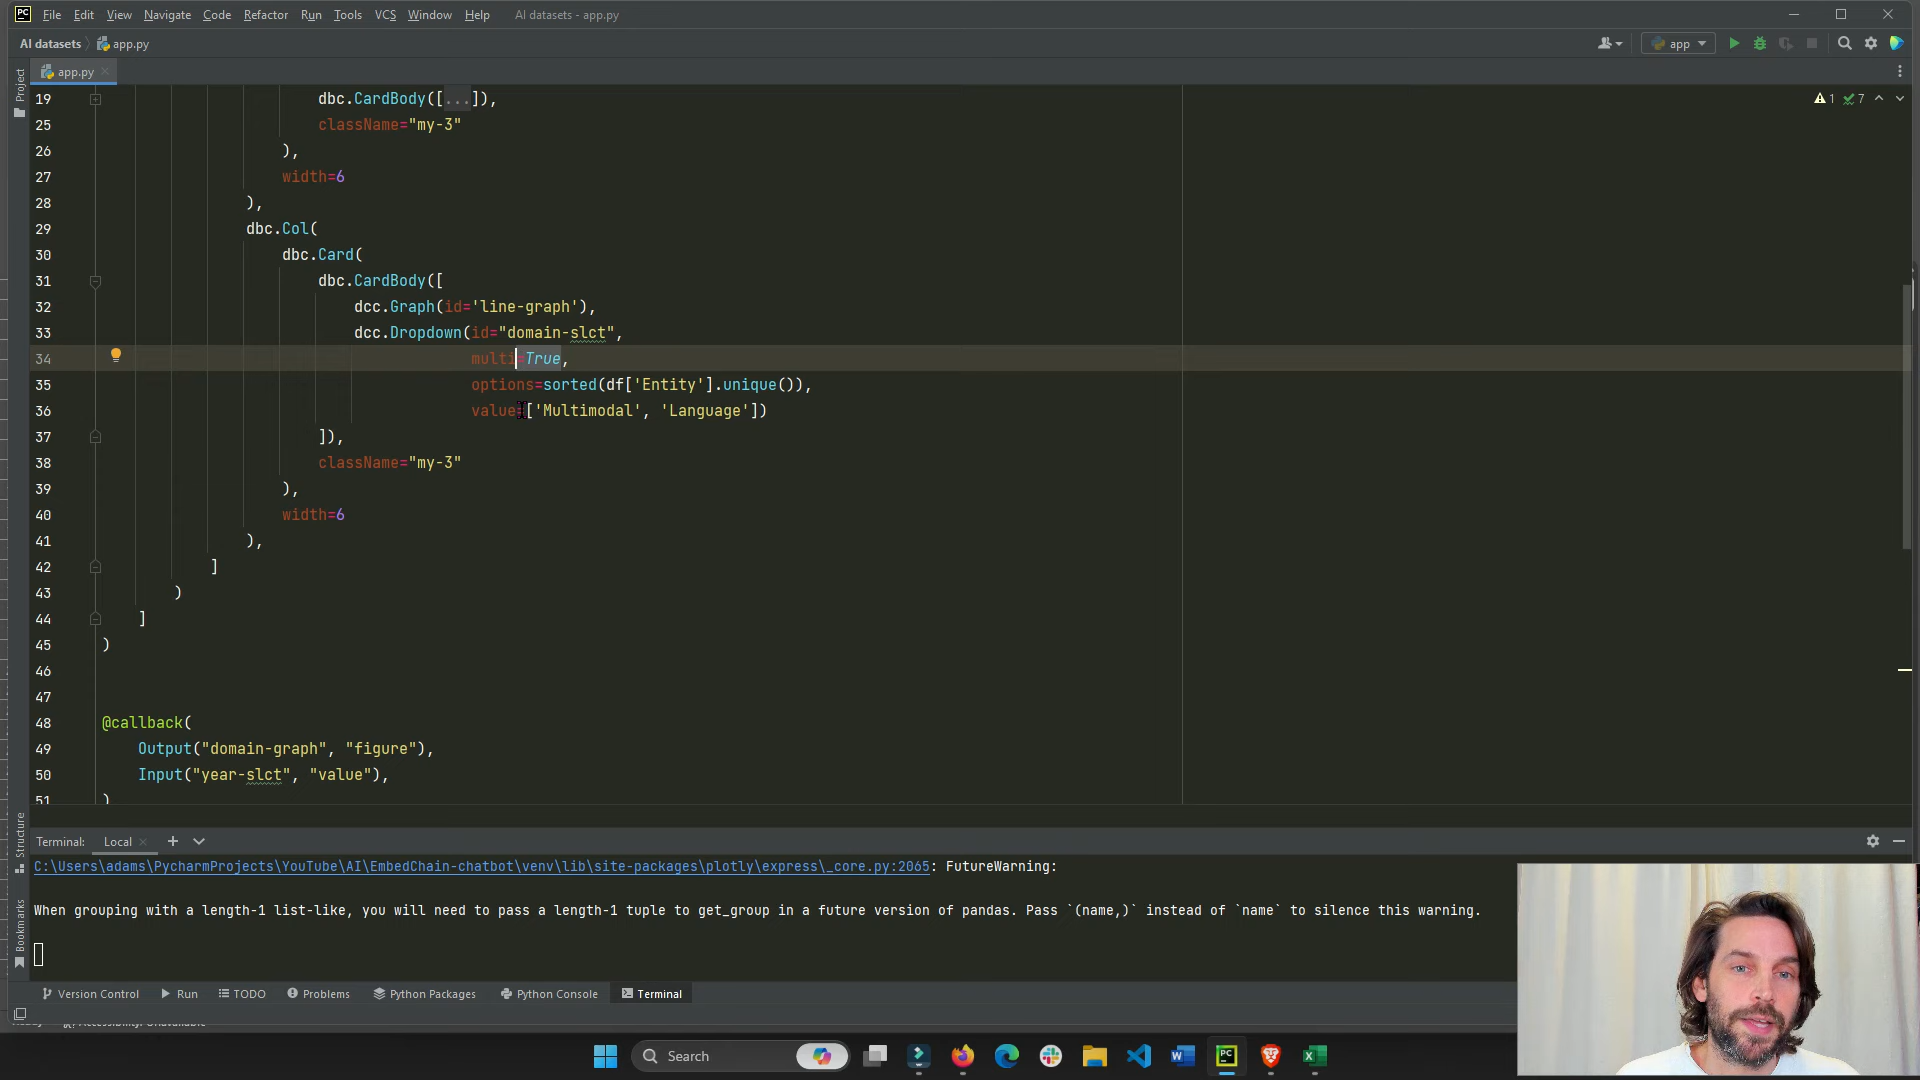 PC File Edit View Navigate Code Refactor Run Tools VCS Window Help AI datasets - app.py
AI datasets app.py app
app.py
Project
19 dbc.CardBody([...]), 1 7
25 className="my-3"
26 ),
27 width=6
28 ),
29 dbc.Col(
30 dbc.Card(
31 dbc.CardBody([
32 dcc.Graph(id='line-graph'),
33 dcc.Dropdown(id="domain-slct",
34 multi=True,
35 options=sorted(df['Entity'].unique()),
36 value=['Multimodal', 'Language'])
37 ]),
38 className="my-3"
39 ),
40 width=6
41 ),
42 ]
43 )
44 ]
45 )
46
47
48 @callback(
49 Output("domain-graph", "figure"),
50 Input("year-slct", "value"),
51 )
Structure
Bookmarks
Terminal: Local
C:\Users\adams\PycharmProjects\YouTube\AI\EmbedChain-chatbot\venv\lib\site-packages\plotly\express\_core.py:2065: FutureWarning:
When grouping with a length-1 list-like, you will need to pass a length-1 tuple to get_group in a future version of pandas. Pass `(name,)` instead of `name` to silence this warning.
Version Control Run TODO Problems Python Packages Python Console Terminal
Search